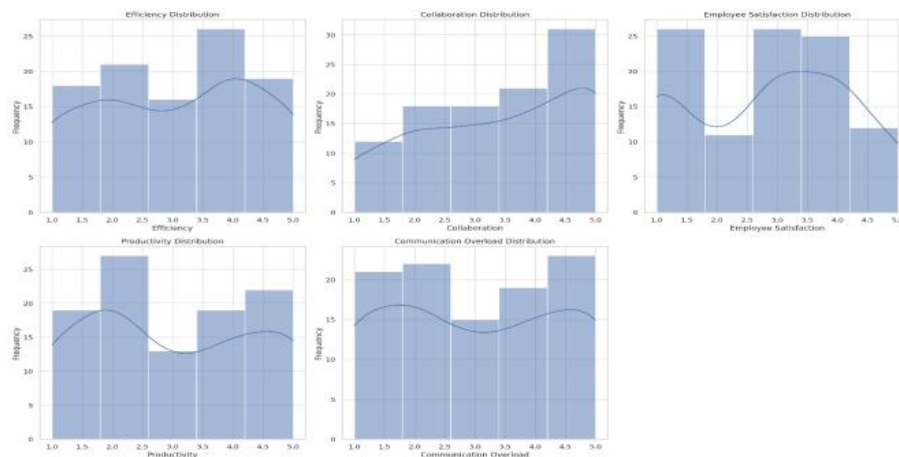 Efficiency Distribution
25
20
15
10
5
0
Frequency
1.0 1.5 2.0 2.5 3.0 3.5 4.0 4.5 5.0
Efficiency
Collaboration Distribution
30
25
20
15
10
5
0
Frequency
1.0 1.5 2.0 2.5 3.0 3.5 4.0 4.5 5.0
Collaboration
Employee Satisfaction Distribution
25
20
15
10
5
0
Frequency
1.0 1.5 2.0 2.5 3.0 3.5 4.0 4.5 5.0
Employee Satisfaction
Productivity Distribution
25
20
15
10
5
0
Frequency
1.0 1.5 2.0 2.5 3.0 3.5 4.0 4.5 5.0
Productivity
Communication Overload Distribution
20
15
10
5
0
Frequency
1.0 1.5 2.0 2.5 3.0 3.5 4.0 4.5 5.0
Communication Overload